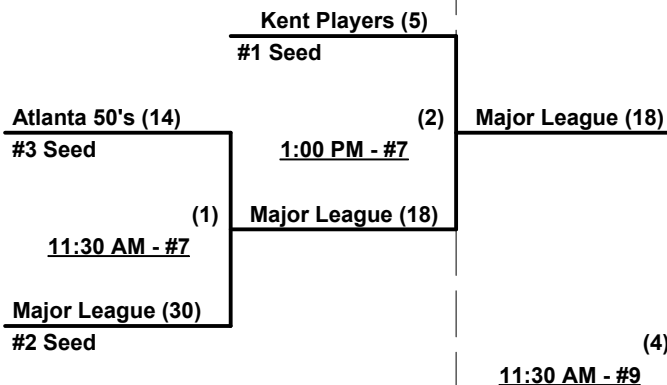 Kent Players (5)
#1 Seed
Atlanta 50's (14)
#3 Seed
(2)
Major League (18)
1:00 PM - #7
(1)
Major League (18)
11:30 AM - #7
Major League (30)
#2 Seed
(4)
11:30 AM - #9